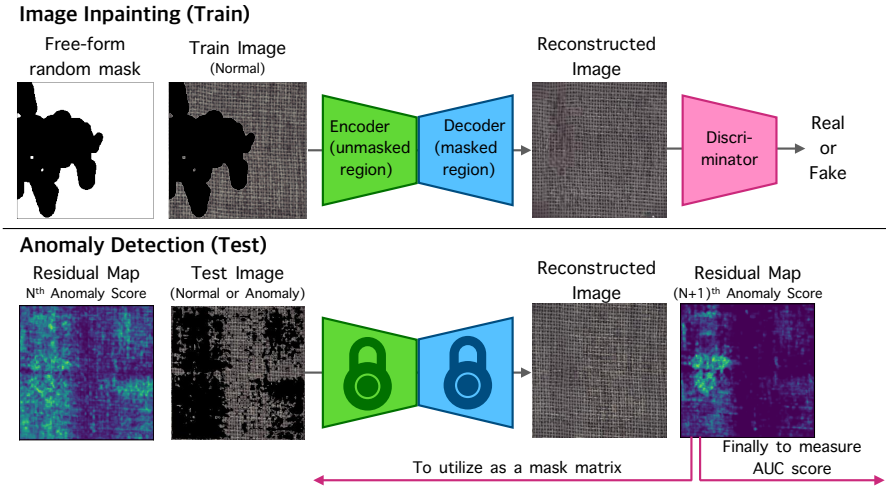 Image Inpainting (Train)
Free-form
random mask
Train Image
(Normal)
Reconstructed
Image
Encoder
(unmasked
region)
Decoder
(masked
region)
Discri-
minator
Real
or
Fake
Anomaly Detection (Test)
Residual Map
Nth Anomaly Score
Test Image
(Normal or Anomaly)
Reconstructed
Image
Residual Map
(N+1)th Anomaly Score
To utilize as a mask matrix
Finally to measure
AUC score